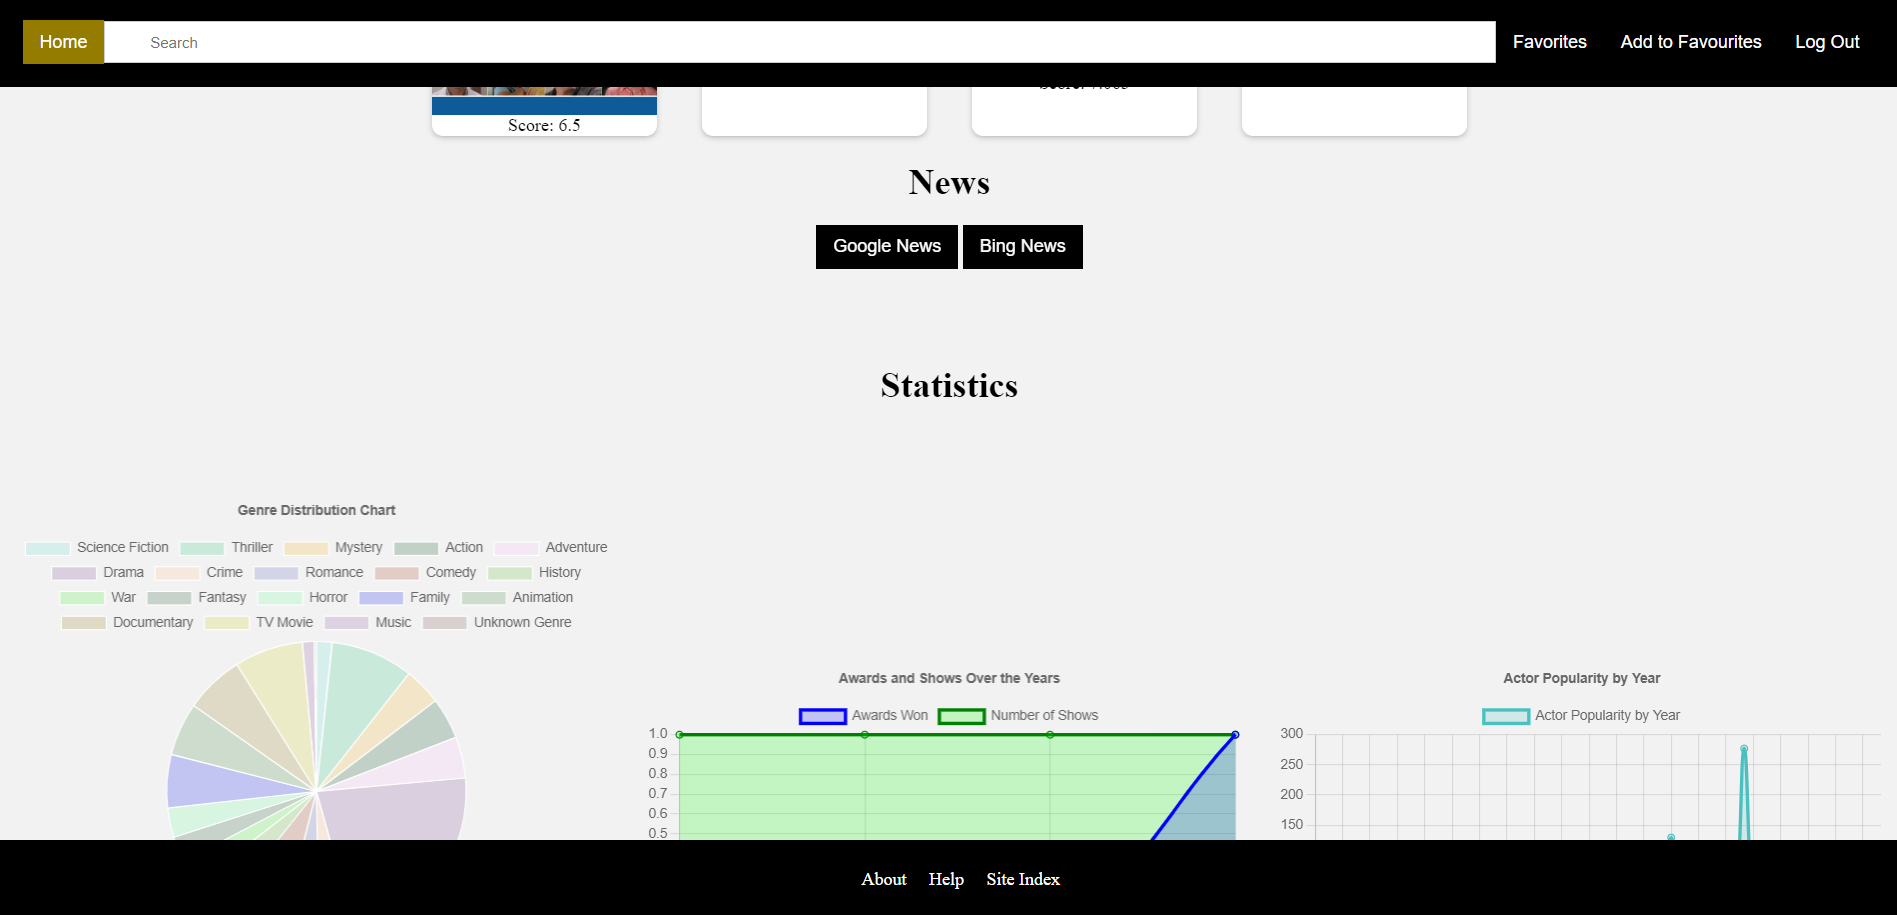 Home Search Favorites Add to Favourites Log Out
Score: 6.5
News
Google News Bing News
Statistics
Genre Distribution Chart
Science Fiction Thriller Mystery Action Adventure
Drama Crime Romance Comedy History
War Fantasy Horror Family Animation
Documentary TV Movie Music Unknown Genre
Awards and Shows Over the Years
Awards Won Number of Shows
1.0
0.9
0.8
0.7
0.6
0.5
Actor Popularity by Year
Actor Popularity by Year
300
250
200
150
About Help Site Index